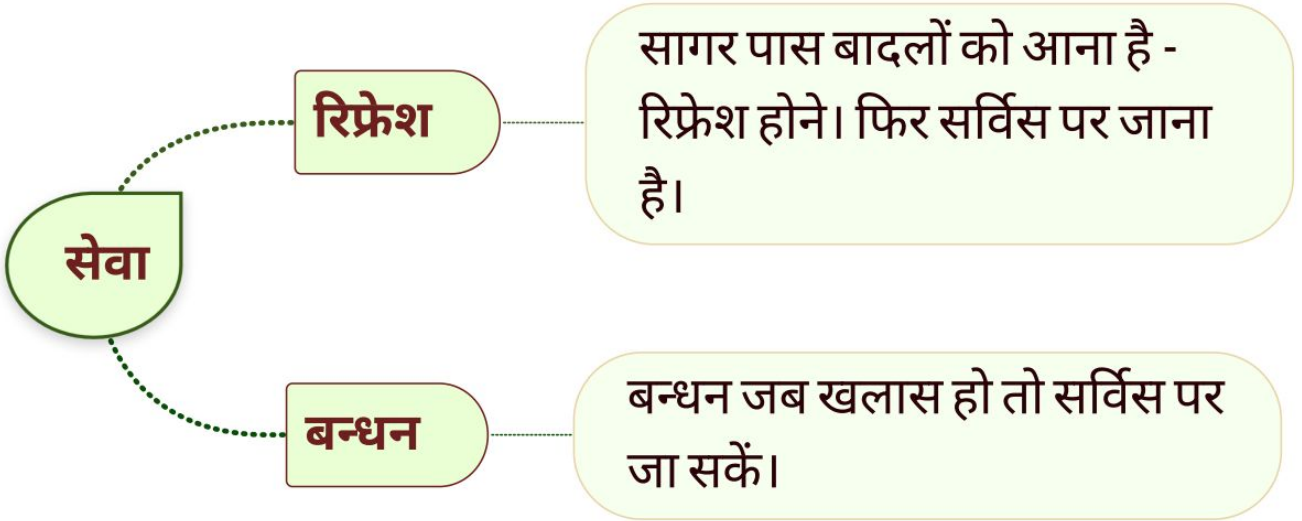 सेवा
रिफ्रेश
सागर पास बादलों को आना है -
रिफ्रेश होने। फिर सर्विस पर जाना
है।
बन्धन
बन्धन जब खलास हो तो सर्विस पर
जा सकें।